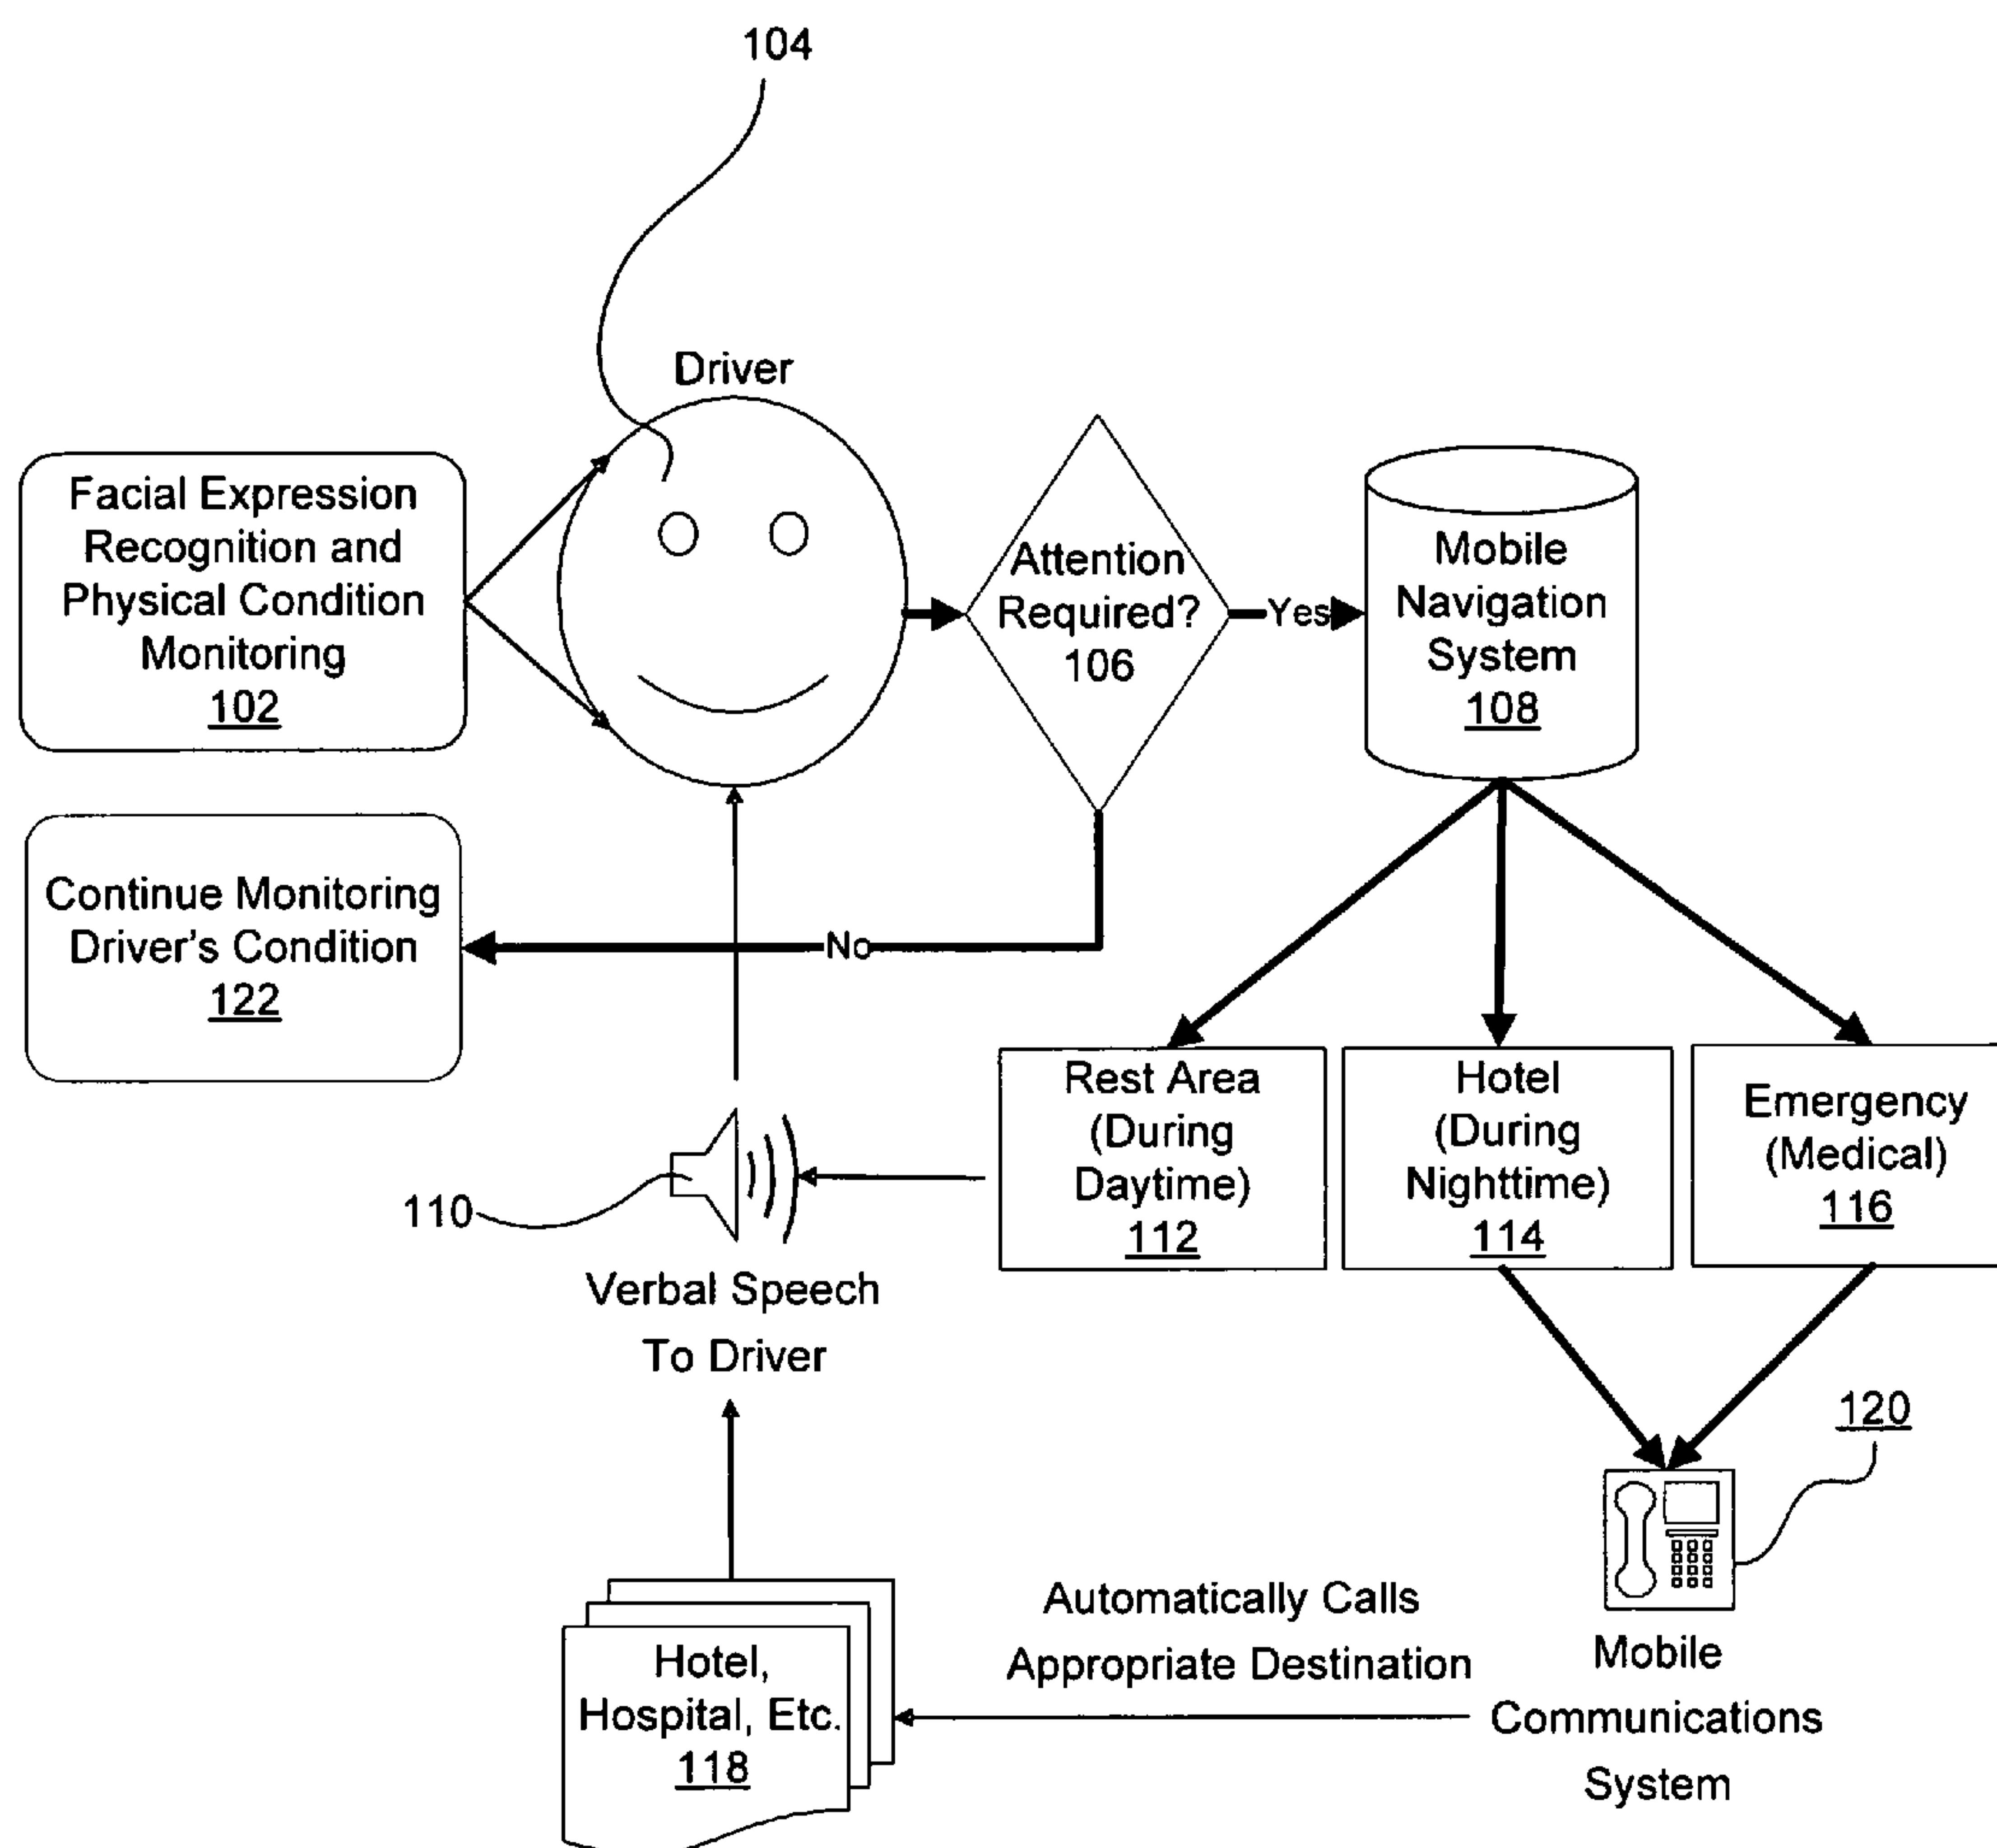 104
Driver
Facial Expression
Recognition and
Physical Condition
Monitoring
102
Attention
Required?
106
Yes
Mobile
Navigation
System
108
Continue Monitoring
Driver's Condition
122
No
Rest Area
(During
Daytime)
112
Hotel
(During
Nighttime)
114
Emergency
(Medical)
116
110
Verbal Speech
To Driver
120
Automatically Calls
Appropriate Destination
Mobile
Communications
System
Hotel,
Hospital, Etc.
118